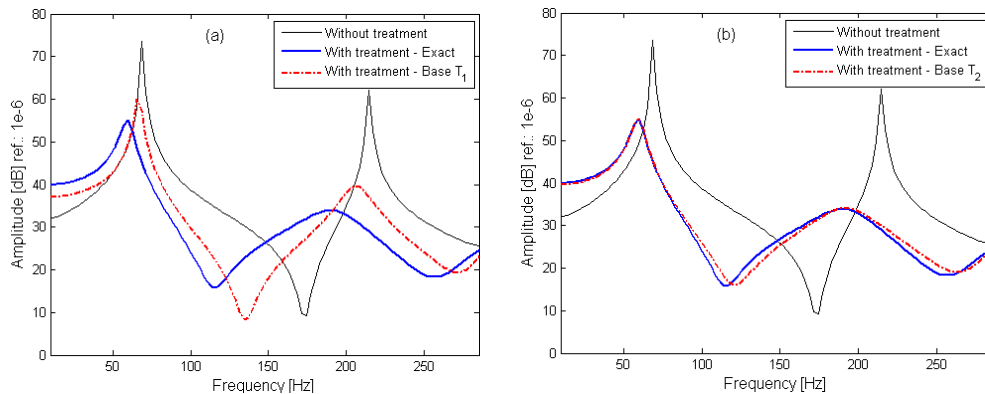 80
70
60
50
40
30
20
10
0
Amplitude [dB] ref.: 1e-6
(a)
Without treatment
With treatment - Exact
With treatment - Base T1
50 100 150 200 250
Frequency [Hz]
80
70
60
50
40
30
20
10
0
Amplitude [dB] ref.: 1e-6
(b)
Without treatment
With treatment - Exact
With treatment - Base T2
50 100 150 200 250
Frequency [Hz]